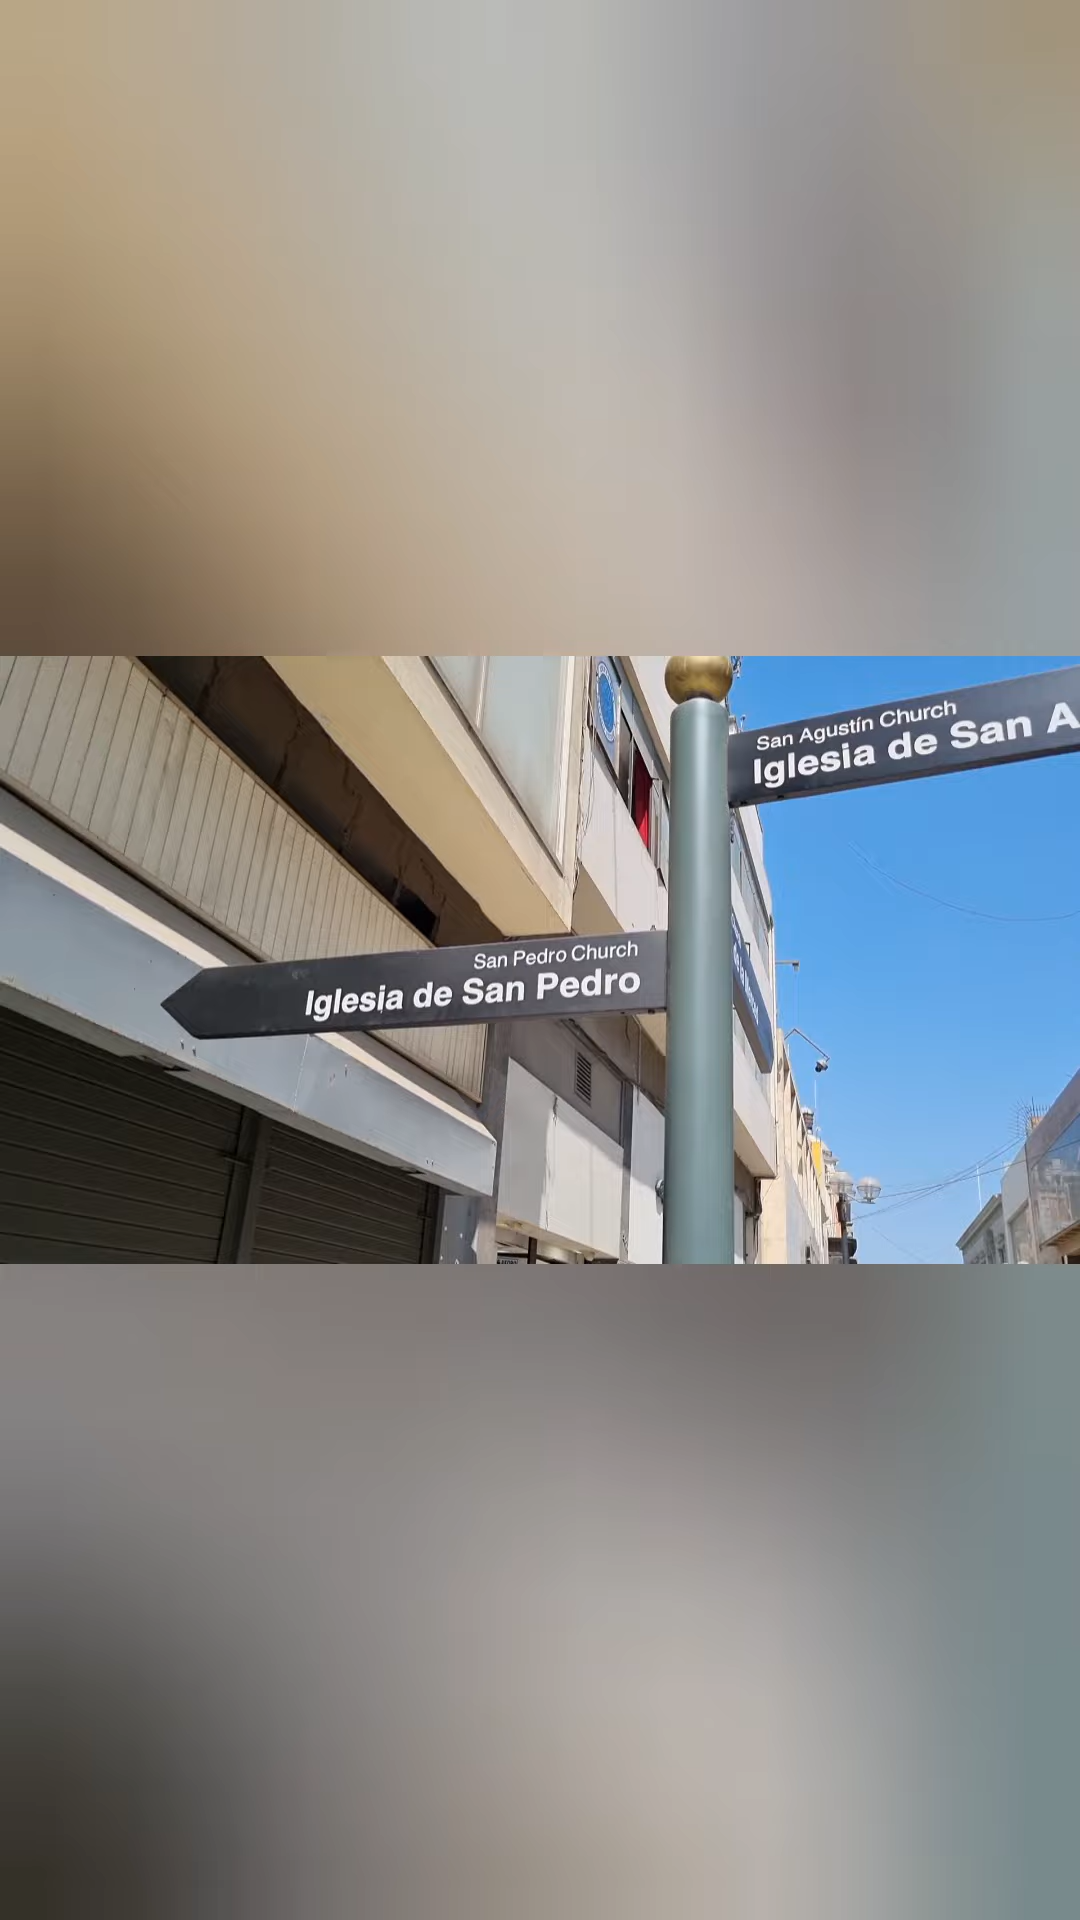 San Agustín Church
Iglesia de San A
San Pedro Church
Iglesia de San Pedro